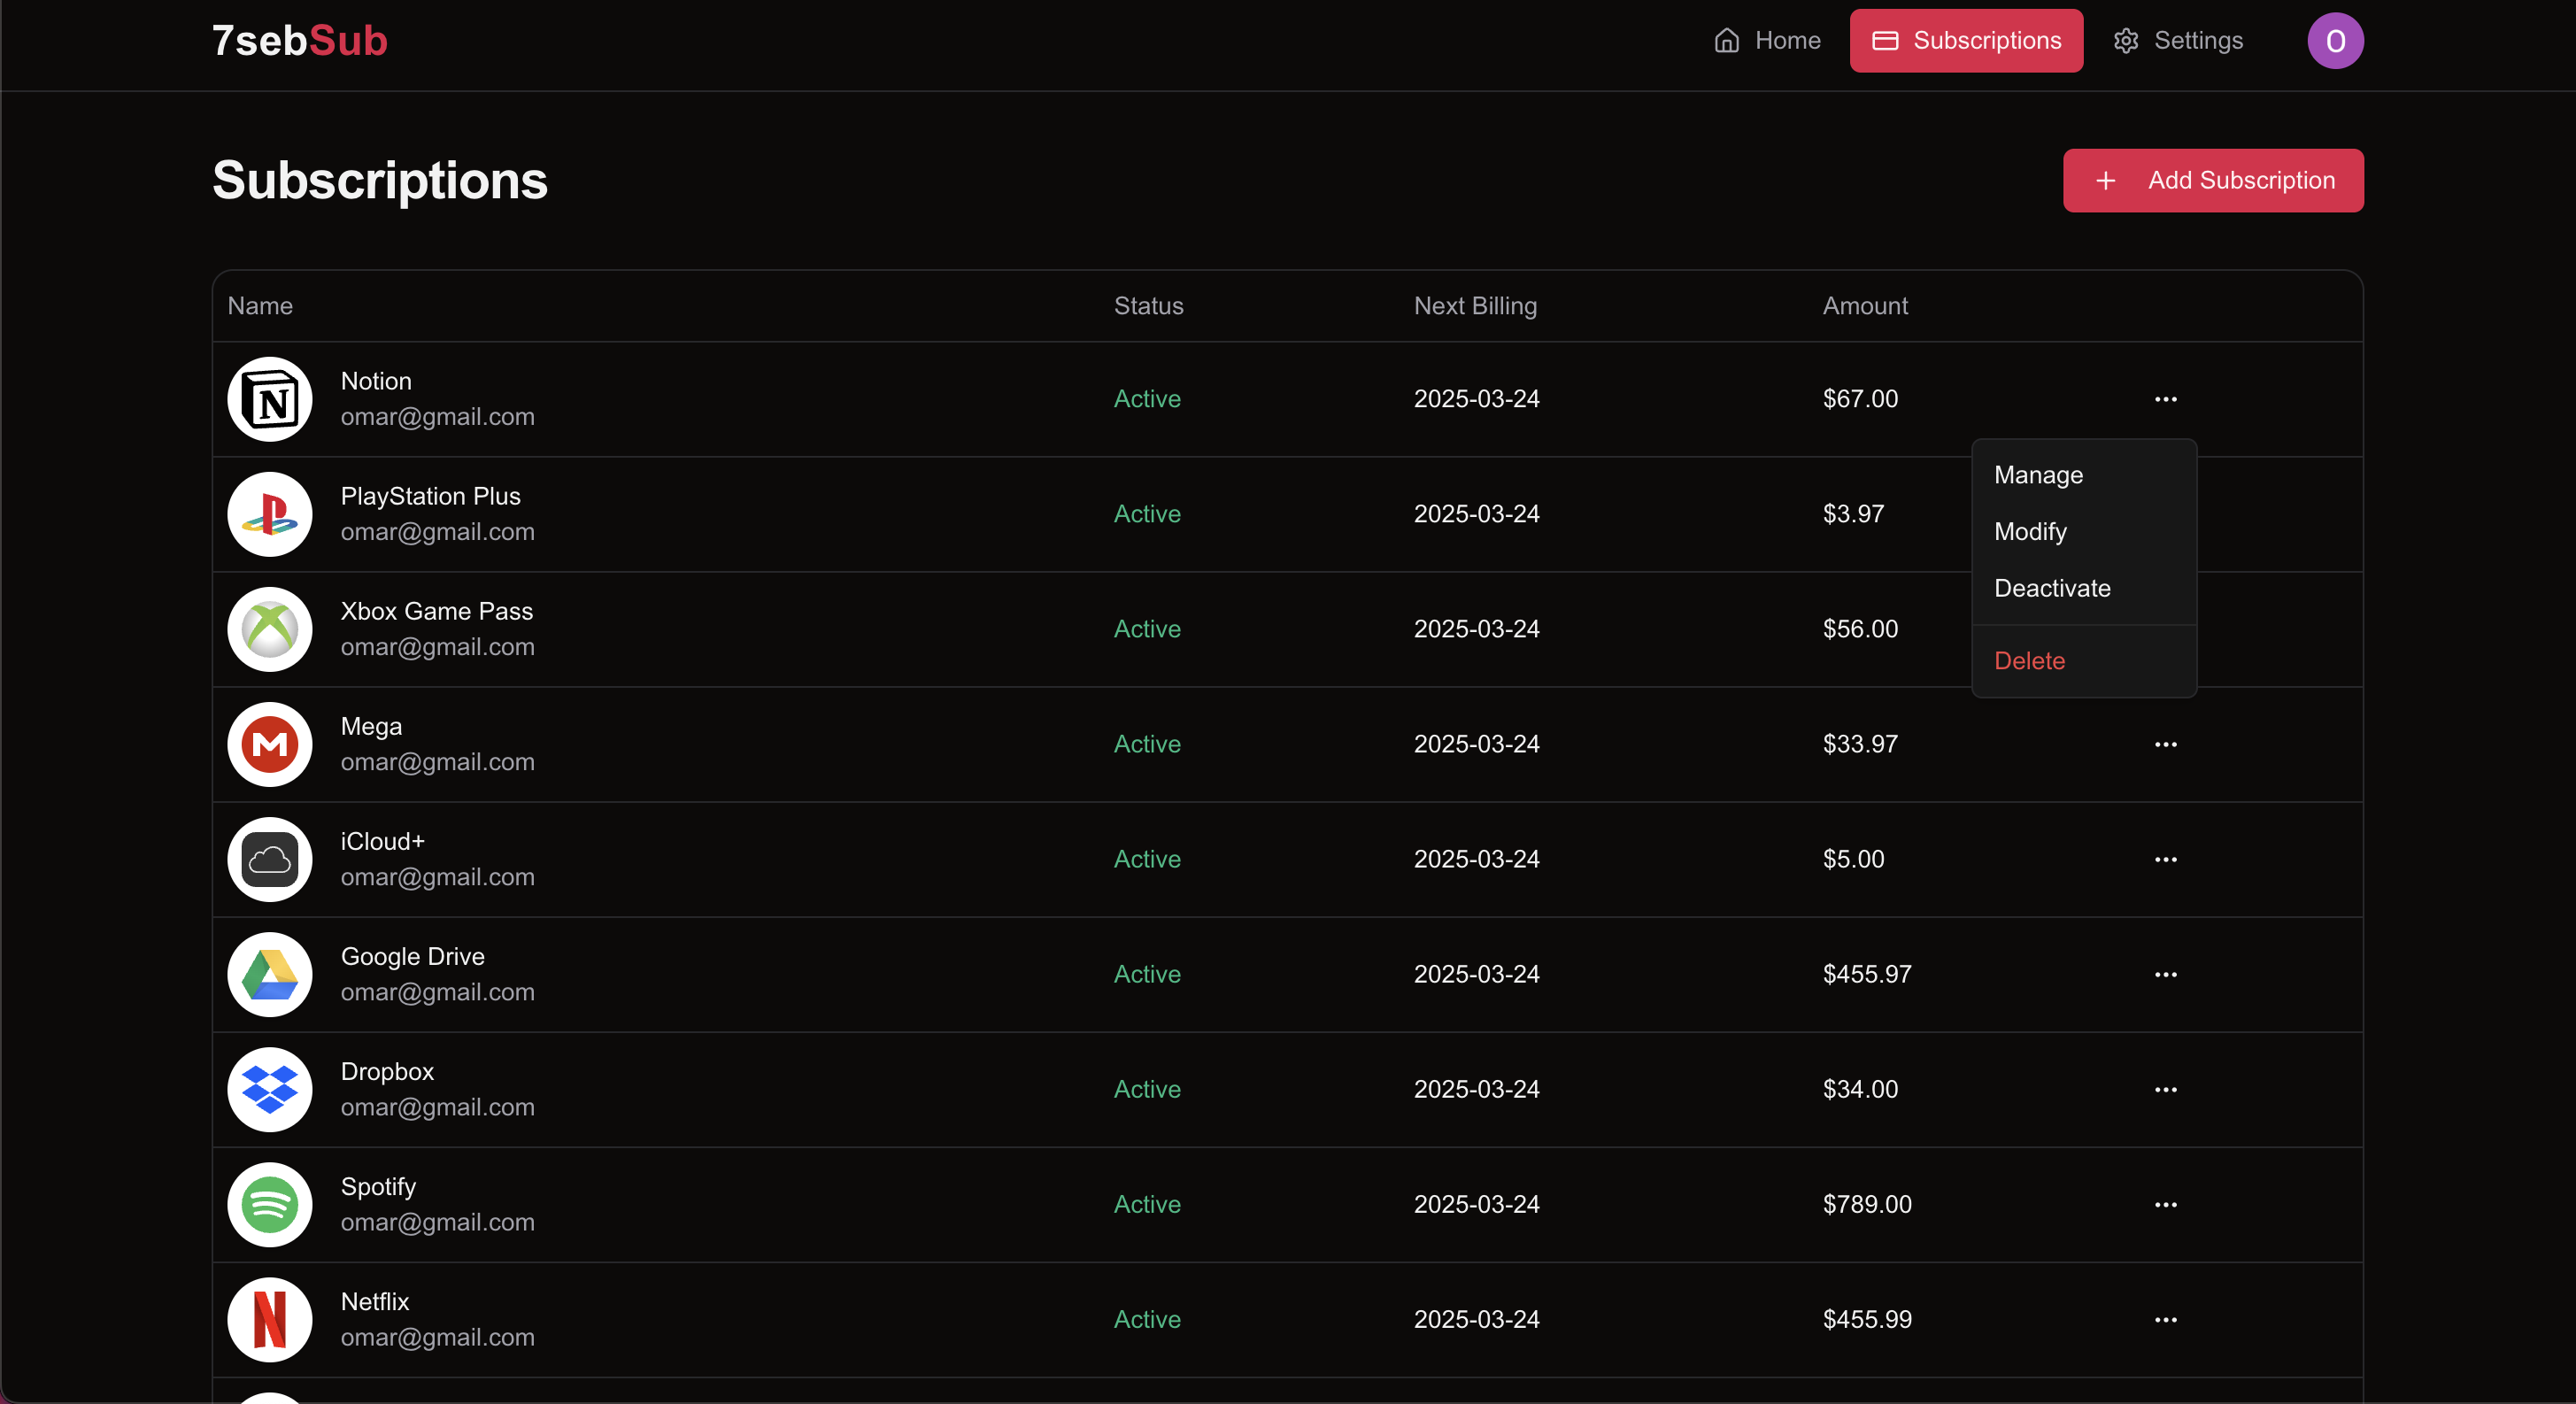 7sebSub
Home
Subscriptions
Settings
O
Subscriptions
+ Add Subscription
Name Status Next Billing Amount
Notion
omar@gmail.com
Active 2025-03-24 $67.00 ...
PlayStation Plus
omar@gmail.com
Active 2025-03-24 $3.97
Xbox Game Pass
omar@gmail.com
Active 2025-03-24 $56.00
Manage
Modify
Deactivate
Delete
Mega
omar@gmail.com
Active 2025-03-24 $33.97 ...
iCloud+
omar@gmail.com
Active 2025-03-24 $5.00 ...
Google Drive
omar@gmail.com
Active 2025-03-24 $455.97 ...
Dropbox
omar@gmail.com
Active 2025-03-24 $34.00 ...
Spotify
omar@gmail.com
Active 2025-03-24 $789.00 ...
Netflix
omar@gmail.com
Active 2025-03-24 $455.99 ...